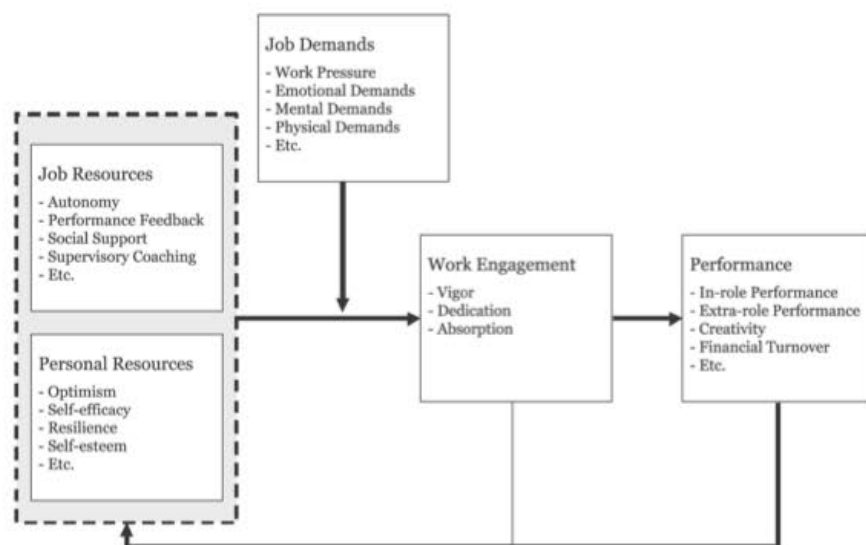 Job Demands
- Work Pressure
- Emotional Demands
- Mental Demands
- Physical Demands
- Etc.
Job Resources
- Autonomy
- Performance Feedback
- Social Support
- Supervisory Coaching
- Etc.
Personal Resources
- Optimism
- Self-efficacy
- Resilience
- Self-esteem
- Etc.
Work Engagement
- Vigor
- Dedication
- Absorption
Performance
- In-role Performance
- Extra-role Performance
- Creativity
- Financial Turnover
- Etc.